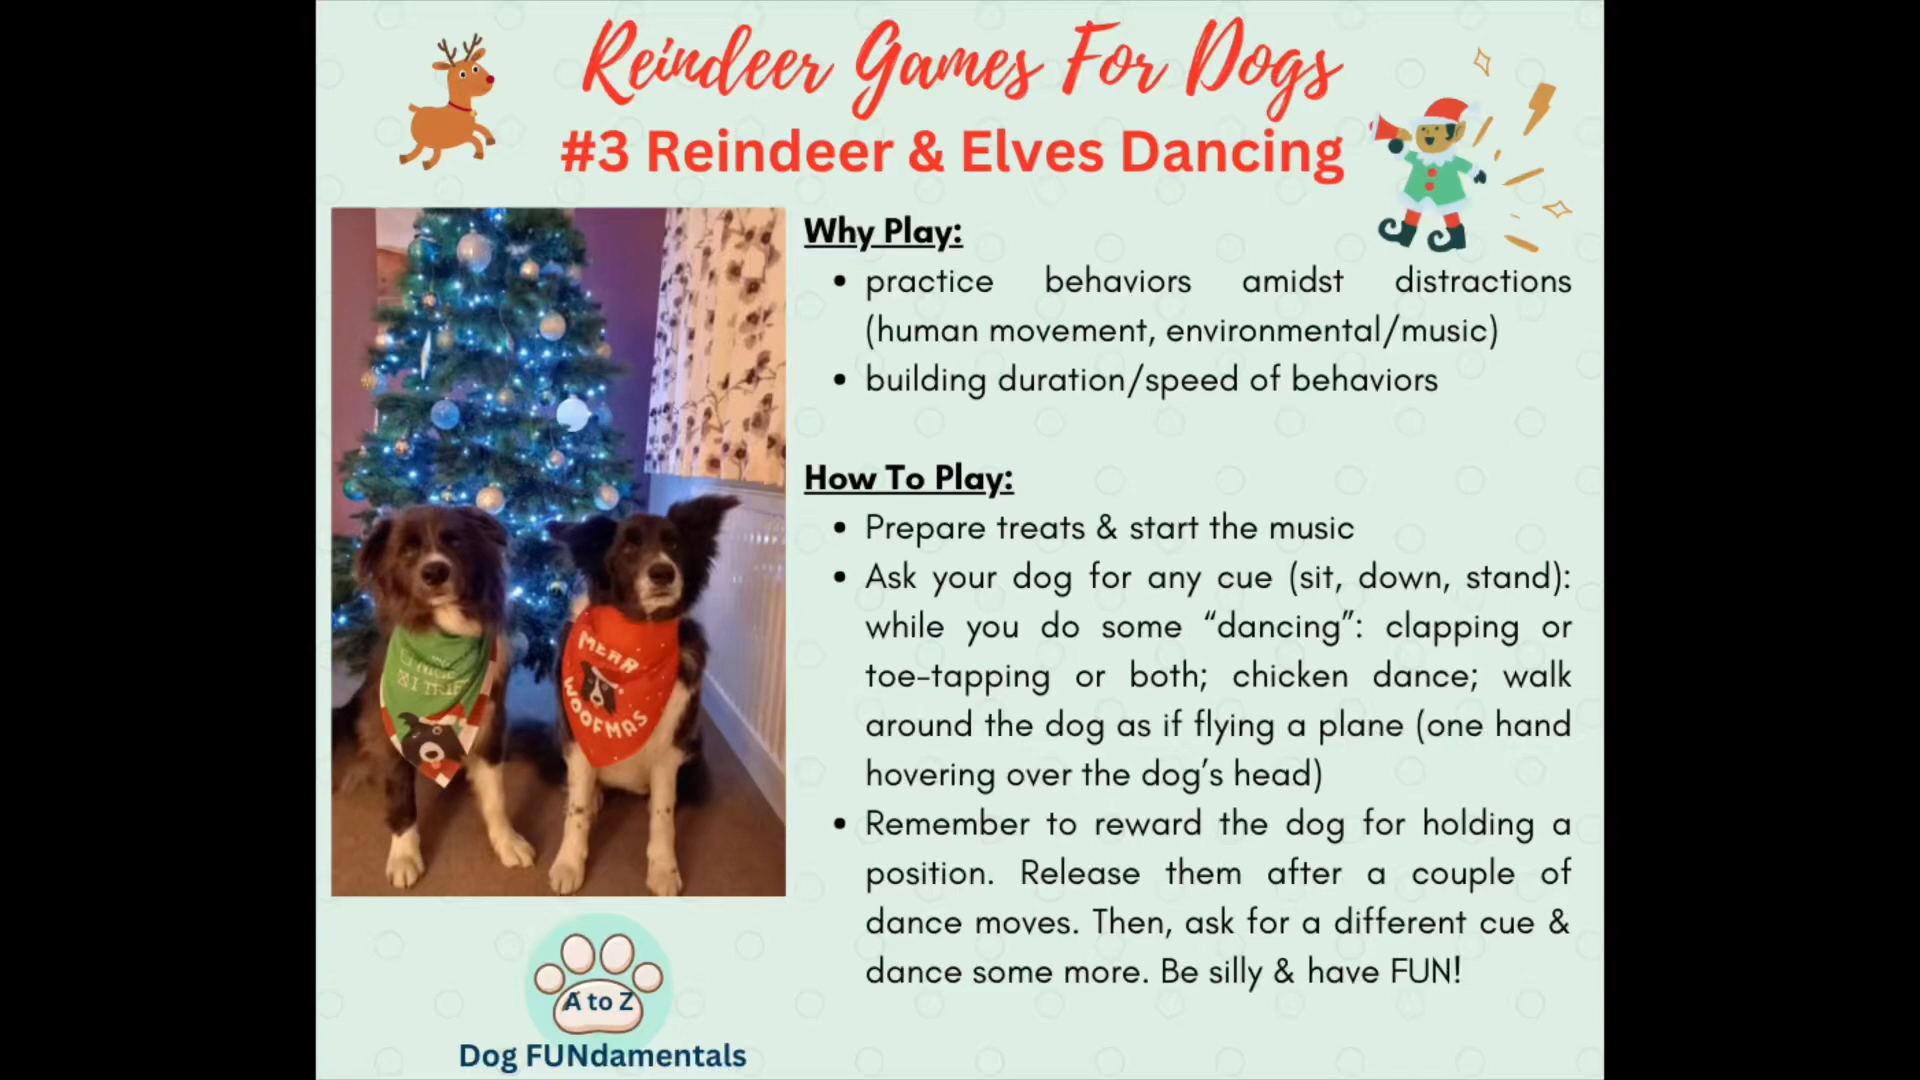 Reindeer Games For Dogs
#3 Reindeer & Elves Dancing
Why Play:
• practice behaviors amidst distractions
(human movement, environmental/music)
• building duration/speed of behaviors
How To Play:
• Prepare treats & start the music
• Ask your dog for any cue (sit, down, stand):
while you do some “dancing”: clapping or
toe-tapping or both; chicken dance; walk
around the dog as if flying a plane (one hand
hovering over the dog’s head)
• Remember to reward the dog for holding a
position. Release them after a couple of
dance moves. Then, ask for a different cue &
dance some more. Be silly & have FUN!
I TRIED
MERR
WOOFMAS
A to Z
Dog FUNdamentals